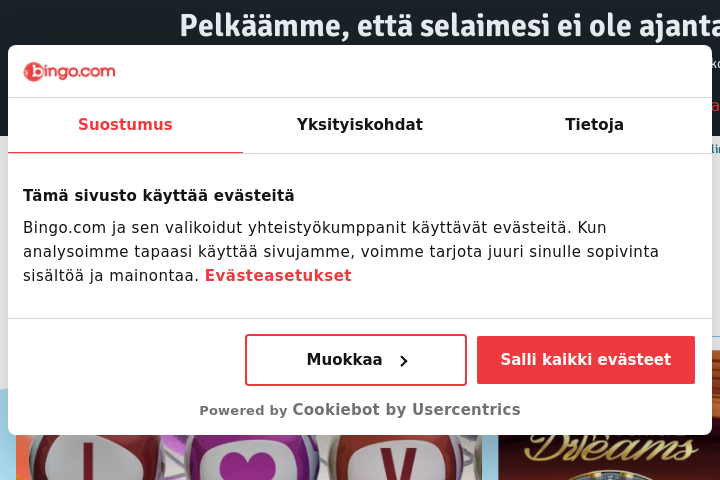 Pelkäämme, että selaimesi ei ole ajanta
bingo.com
Suostumus
Yksityiskohdat
Tietoja
Tämä sivusto käyttää evästeitä
Bingo.com ja sen valikoidut yhteistyökumppanit käyttävät evästeitä. Kun
analysoimme tapaasi käyttää sivujamme, voimme tarjota juuri sinulle sopivinta
sisältöä ja mainontaa. Evästeasetukset
Muokkaa
Salli kaikki evästeet
Powered by Cookiebot by Usercentrics
I
V
Dreams